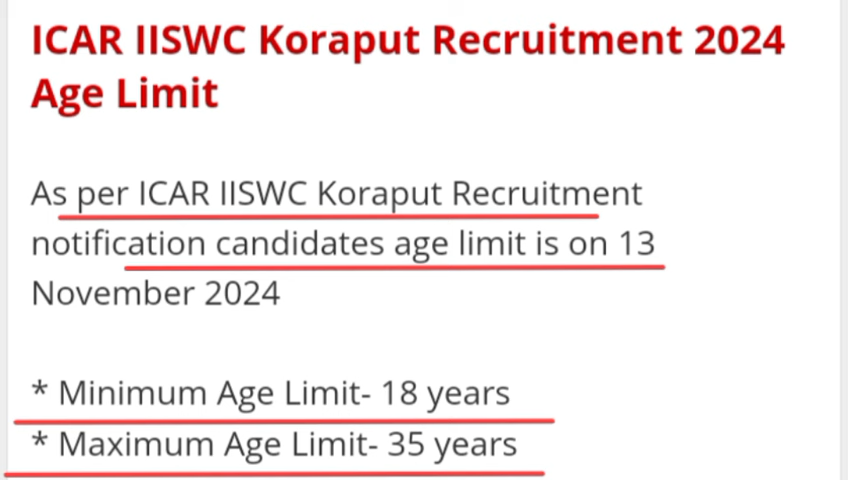 ICAR IISWC Koraput Recruitment 2024
Age Limit
As per ICAR IISWC Koraput Recruitment
notification candidates age limit is on 13
November 2024
* Minimum Age Limit- 18 years
* Maximum Age Limit- 35 years